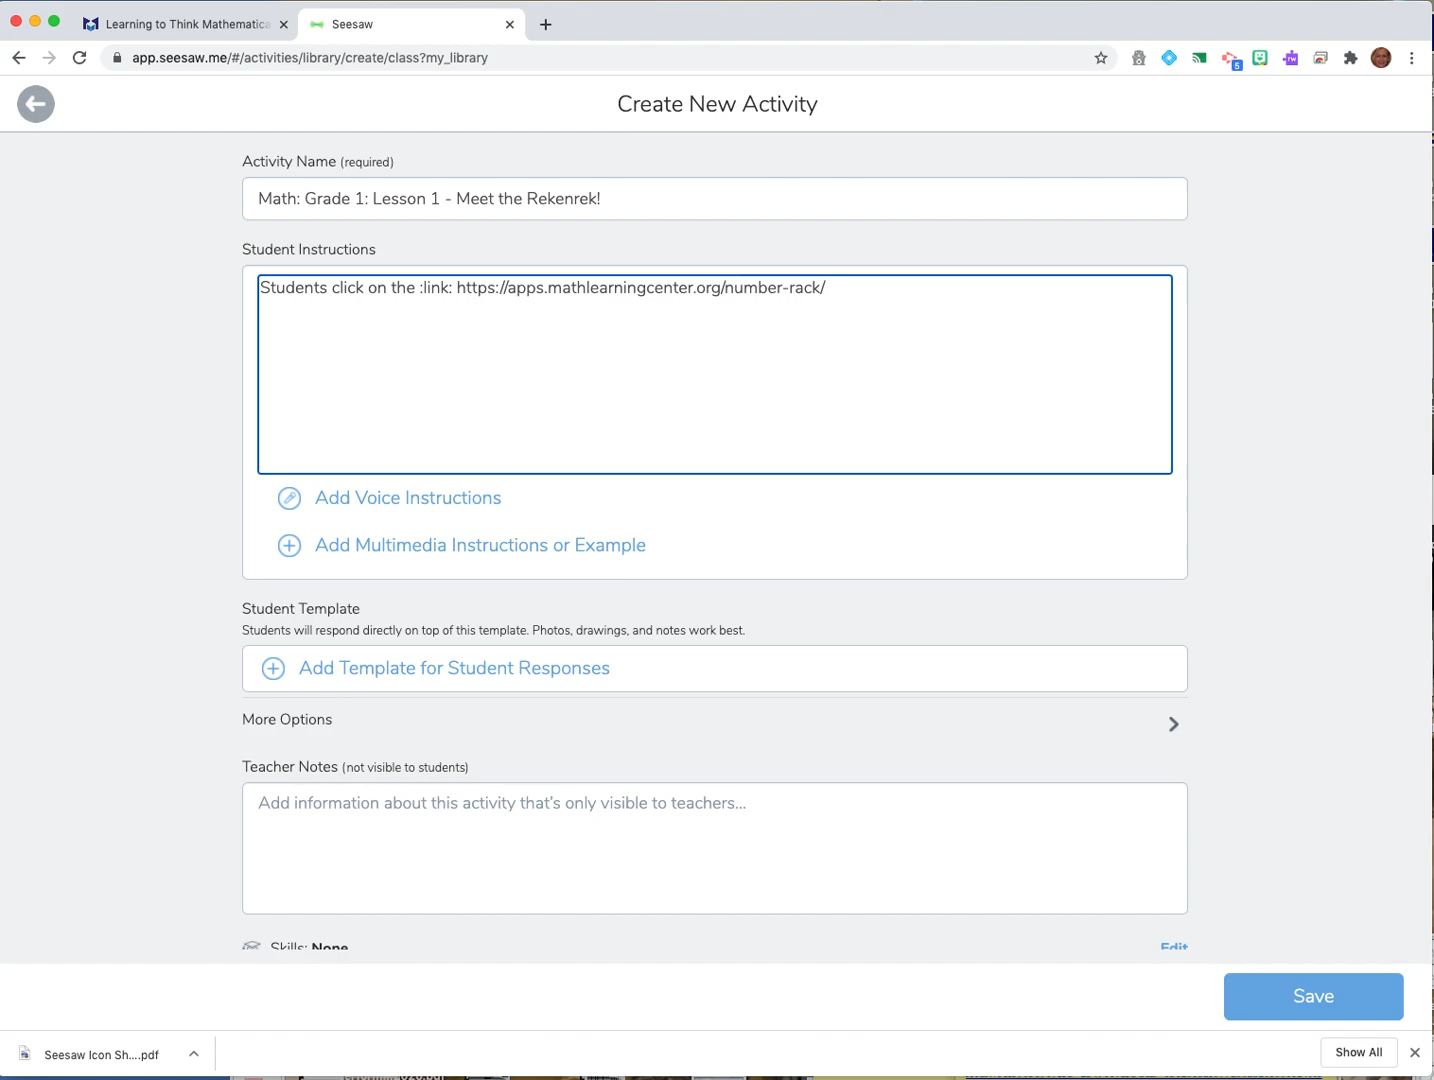 Learning to Think Mathematica
Seesaw
app.seesaw.me/#/activities/library/create/class?my_library
5
rw
Create New Activity
Activity Name (required)
Math: Grade 1: Lesson 1 - Meet the Rekenrek!
Student Instructions
Students click on the :link: https://apps.mathlearningcenter.org/number-rack/
Add Voice Instructions
Add Multimedia Instructions or Example
Student Template
Students will respond directly on top of this template. Photos, drawings, and notes work best.
Add Template for Student Responses
More Options
Teacher Notes (not visible to students)
Add information about this activity that's only visible to teachers...
Skills: None
Edit
Save
Seesaw Icon Sh....pdf
Show All